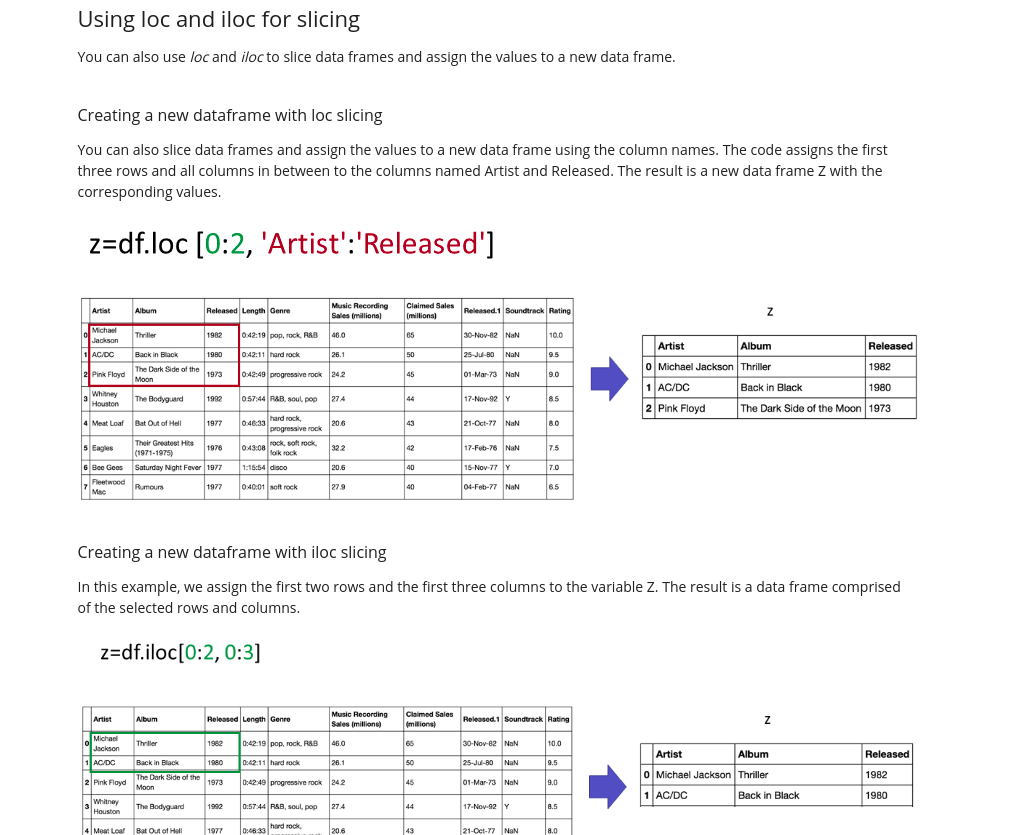 Using loc and iloc for slicing
You can also use loc and iloc to slice data frames and assign the values to a new data frame.
Creating a new dataframe with loc slicing
You can also slice data frames and assign the values to a new data frame using the column names. The code assigns the first
three rows and all columns in between to the columns named Artist and Released. The result is a new data frame Z with the
corresponding values.
z=df.loc [0:2, 'Artist':'Released']
Artist Album Released Length Genre Music Recording Sales (millions) Claimed Sales (millions) Released.1 Soundtrack Rating
0 Michael Jackson Thriller 1982 0:42:19 pop, rock, R&B 46.0 65 30-Nov-82 NaN 10.0
1 AC/DC Back in Black 1980 0:42:11 hard rock 26.1 50 25-Jul-80 NaN 9.5
2 Pink Floyd The Dark Side of the Moon 1973 0:42:49 progressive rock 24.2 45 01-Mar-73 NaN 9.0
3 Whitney Houston The Bodyguard 1992 0:57:44 R&B, soul, pop 27.4 44 17-Nov-92 Y 8.5
4 Meat Loaf Bat Out of Hell 1977 0:46:33 hard rock, progressive rock 20.6 43 21-Oct-77 NaN 8.0
5 Eagles Their Greatest Hits (1971-1975) 1976 0:43:08 rock, soft rock, folk rock 32.2 42 17-Feb-76 NaN 7.5
6 Bee Gees Saturday Night Fever 1977 1:15:54 disco 20.6 40 15-Nov-77 Y 7.0
7 Fleetwood Mac Rumours 1977 0:40:01 soft rock 27.9 40 04-Feb-77 NaN 6.5
Z
Artist Album Released
0 Michael Jackson Thriller 1982
1 AC/DC Back in Black 1980
2 Pink Floyd The Dark Side of the Moon 1973
Creating a new dataframe with iloc slicing
In this example, we assign the first two rows and the first three columns to the variable Z. The result is a data frame comprised
of the selected rows and columns.
z=df.iloc[0:2, 0:3]
Artist Album Released Length Genre Music Recording Sales (millions) Claimed Sales (millions) Released.1 Soundtrack Rating
0 Michael Jackson Thriller 1982 0:42:19 pop, rock, R&B 46.0 65 30-Nov-82 NaN 10.0
1 AC/DC Back in Black 1980 0:42:11 hard rock 26.1 50 25-Jul-80 NaN 9.5
2 Pink Floyd The Dark Side of the Moon 1973 0:42:49 progressive rock 24.2 45 01-Mar-73 NaN 9.0
3 Whitney Houston The Bodyguard 1992 0:57:44 R&B, soul, pop 27.4 44 17-Nov-92 Y 8.5
4 Meat Loaf Bat Out of Hell 1977 0:46:33 hard rock, 20.6 43 21-Oct-77 NaN 8.0
Z
Artist Album Released
0 Michael Jackson Thriller 1982
1 AC/DC Back in Black 1980